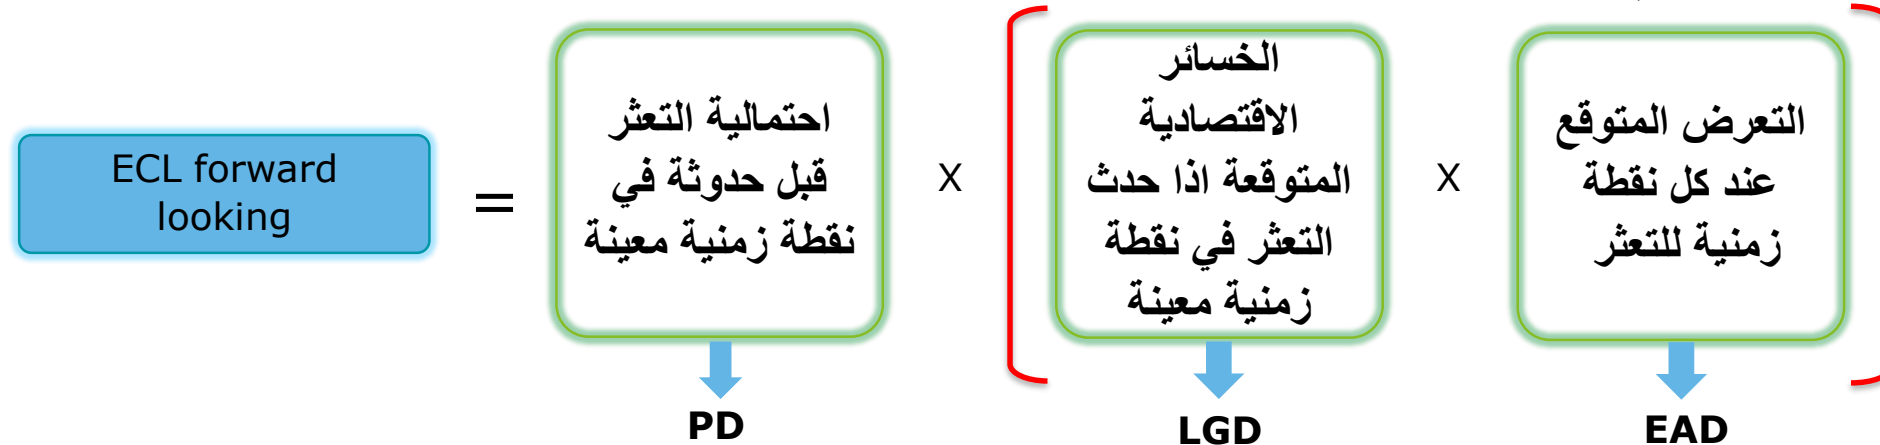 ECL forward
looking
=
احتمالية التعثر
قبل حدوثة في
نقطة زمنية معينة
X
الخسائر
الاقتصادية
المتوقعة اذا حدث
التعثر في نقطة
زمنية معينة
X
التعرض المتوقع
عند كل نقطة
زمنية للتعثر
PD
LGD
EAD